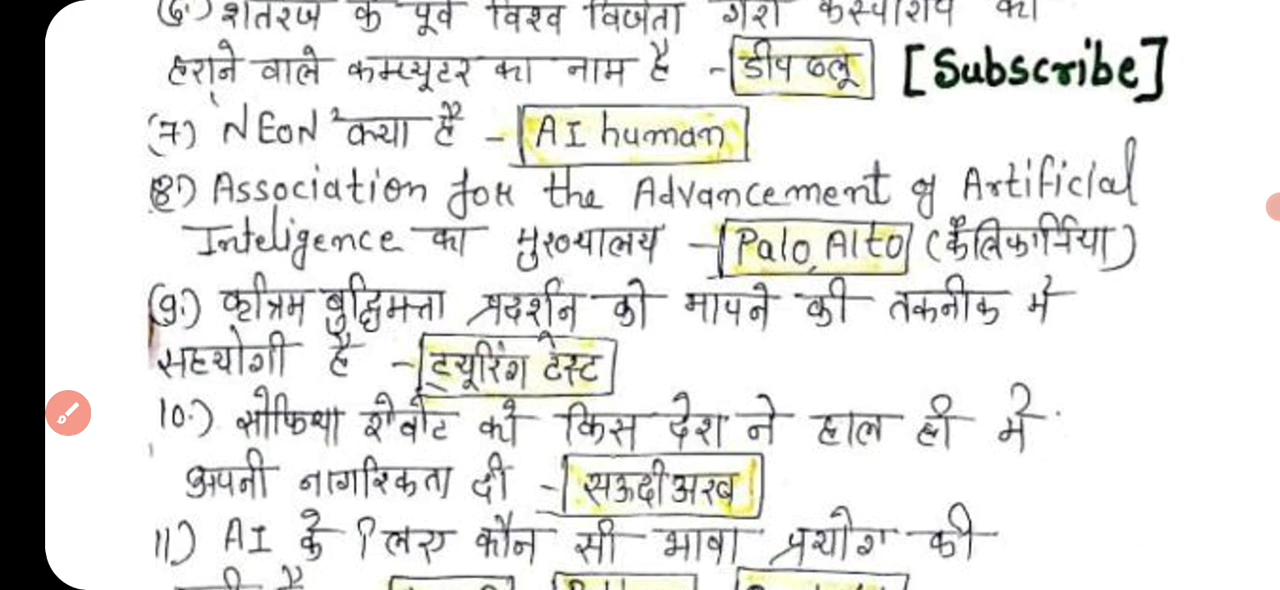 (6.) शतरंज के पूर्व विश्व विजेता गैरी कस्पारोव को
हराने वाले कम्प्यूटर का नाम है - डीप ब्लू [Subscribe]
(7) 'NEON' क्या है - AI human
8) Association for the Advancement of Artificial
Inteligence का मुख्यालय - Palo Alto (कैलिफोर्निया)
(9.) कृत्रिम बुद्धिमत्ता प्रदर्शन को मापने की तकनीक में
सहयोगी है - ट्यूरिंग टेस्ट
10.) सोफिया रोबोट को किस देश ने हाल ही में
अपनी नागरिकता दी - सऊदी अरब
11) AI के लिए कौन सी भाषा प्रयोग की